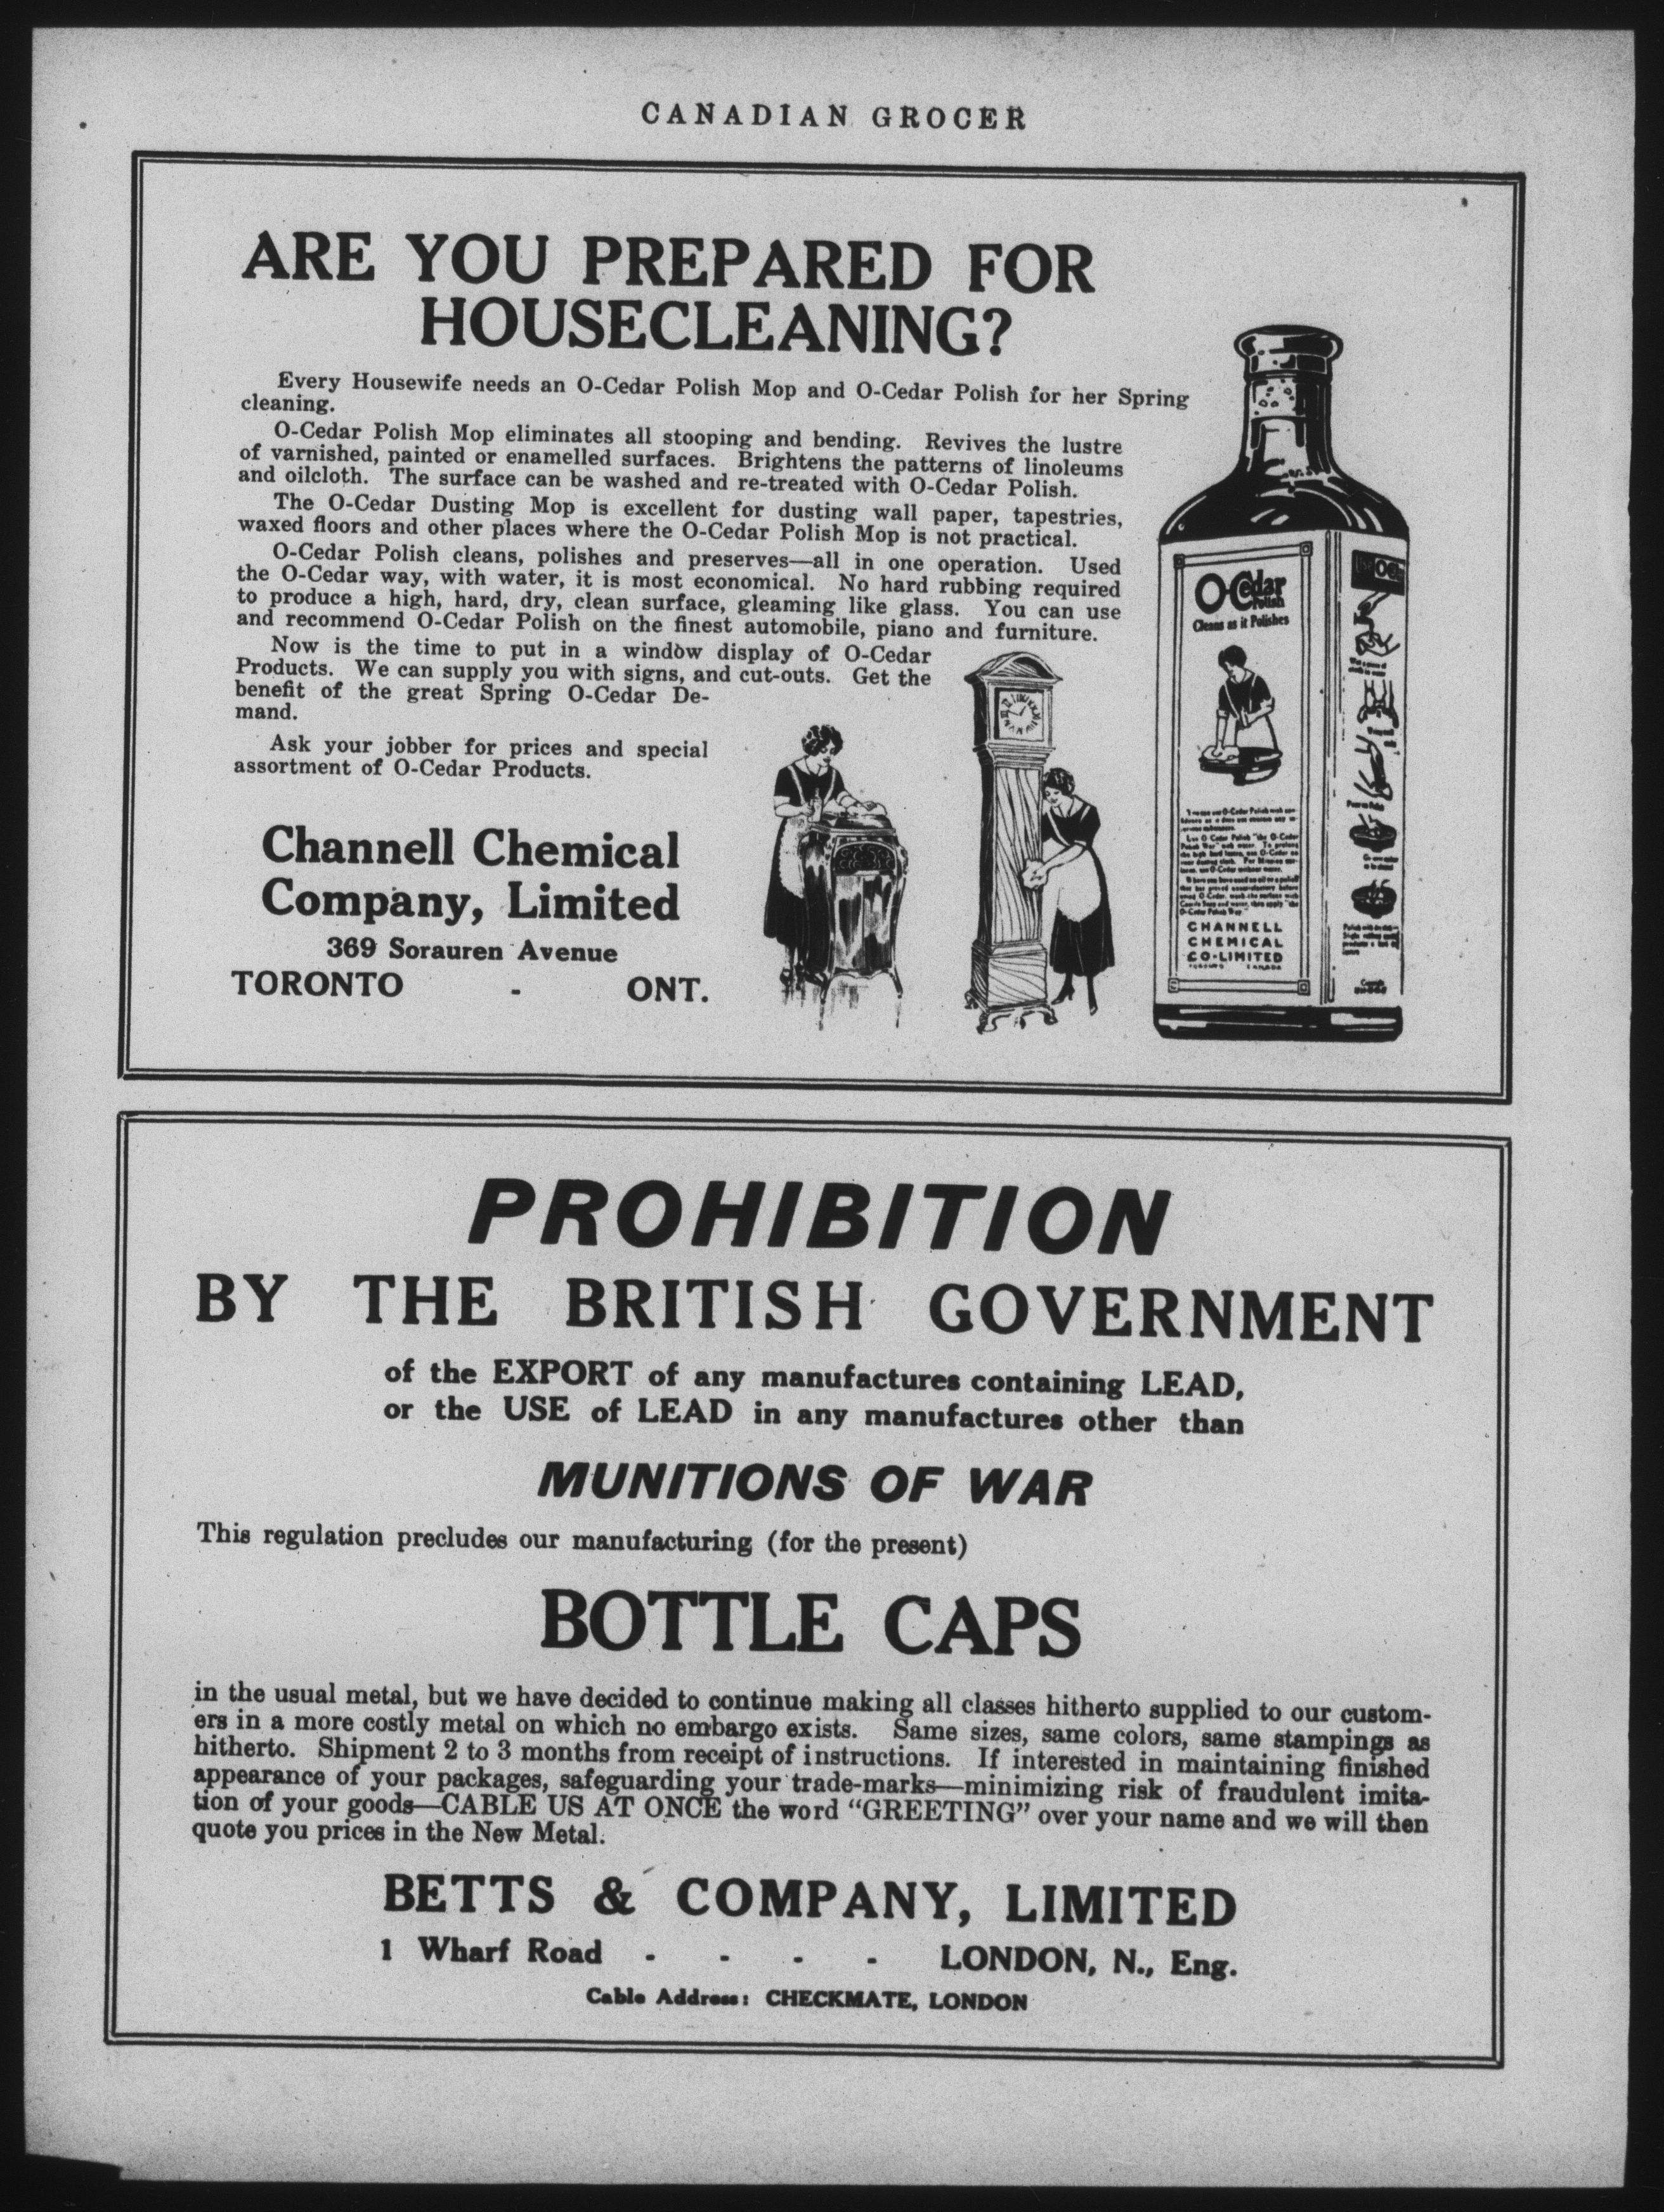 CANADIAN GROCER
ARE YOU PREPARED FOR
HOUSECLEANING?
Every Housewife needs an O-Cedar Polish Mop and O-Cedar Polish for her Spring
cleaning.
O-Cedar Polish Mop eliminates all stooping and bending. Revives the lustre
of varnished, painted or enamelled surfaces. Brightens the patterns of linoleums
and oilcloth. The surface can be washed and re-treated with O-Cedar Polish.
The O-Cedar Dusting Mop is excellent for dusting wall paper, tapestries,
waxed floors and other places where the O-Cedar Polish Mop is not practical.
O-Cedar Polish cleans, polishes and preserves—all in one operation. Used
the O-Cedar way, with water, it is most economical. No hard rubbing required
to produce a high, hard, dry, clean surface, gleaming like glass. You can use
and recommend O-Cedar Polish on the finest automobile, piano and furniture.
Now is the time to put in a window display of O-Cedar
Products. We can supply you with signs, and cut-outs. Get the
benefit of the great Spring O-Cedar De-
mand.
Ask your jobber for prices and special
assortment of O-Cedar Products.
Channell Chemical
Company, Limited
369 Sorauren Avenue
TORONTO - ONT.
O-Cedar
Polish
Cleans as it Polishes
CHANNELL
CHEMICAL
CO-LIMITED
TORONTO CANADA
PROHIBITION
BY THE BRITISH GOVERNMENT
of the EXPORT of any manufactures containing LEAD,
or the USE of LEAD in any manufactures other than
MUNITIONS OF WAR
This regulation precludes our manufacturing (for the present)
BOTTLE CAPS
in the usual metal, but we have decided to continue making all classes hitherto supplied to our custom-
ers in a more costly metal on which no embargo exists. Same sizes, same colors, same stampings as
hitherto. Shipment 2 to 3 months from receipt of instructions. If interested in maintaining finished
appearance of your packages, safeguarding your trade-marks—minimizing risk of fraudulent imita-
tion of your goods—CABLE US AT ONCE the word "GREETING" over your name and we will then
quote you prices in the New Metal.
BETTS & COMPANY, LIMITED
1 Wharf Road - - - - LONDON, N., Eng.
Cable Address: CHECKMATE, LONDON